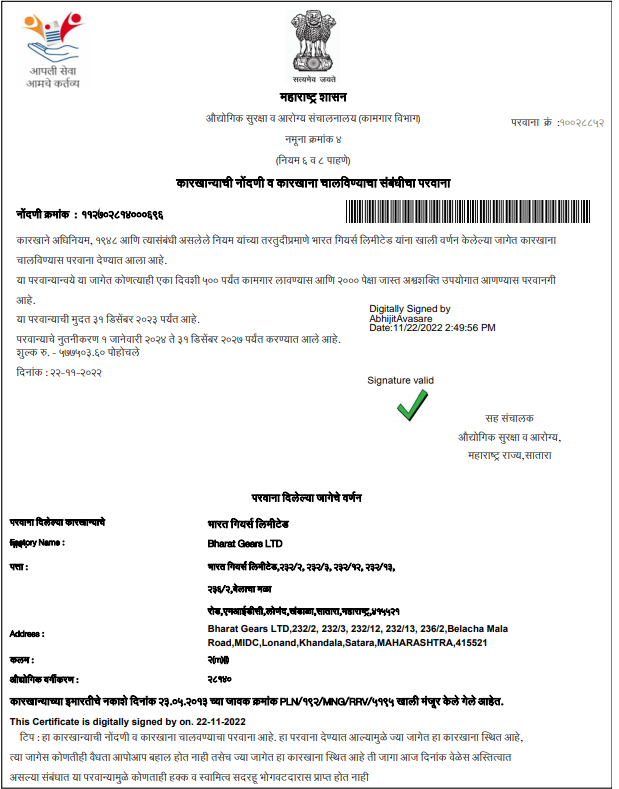 आपली सेवा
आमचे कर्तव्य
सत्यमेव जयते
महाराष्ट्र शासन
औद्योगिक सुरक्षा व आरोग्य संचालनालय (कामगार विभाग)
परवाना क्रं :१००२८८५२
नमूना क्रमांक ४
(नियम ६ व ८ पाहणे)
कारखान्याची नोंदणी व कारखाना चालविण्याचा संबंधीचा परवाना
नोंदणी क्रमांक : ११२७०२८१४०००६९६
कारखाने अधिनियम, १९४८ आणि त्यासंबंधी असलेले नियम यांच्या तरतुदीप्रमाणे भारत गियर्स लिमीटेड यांना खाली वर्णन केलेल्या जागेत कारखाना
चालविण्यास परवाना देण्यात आला आहे.
या परवान्यान्वये या जागेत कोणत्याही एका दिवशी ५०० पर्यंत कामगार लावण्यास आणि २००० पेक्षा जास्त अश्वशक्ति उपयोगात आणण्यास परवानगी
आहे.
या परवान्याची मुदत ३१ डिसेंबर २०२३ पर्यंत आहे.
Digitally Signed by
AbhijitAvasare
Date:11/22/2022 2:49:56 PM
परवान्याचे नुतनीकरण १ जानेवारी २०२४ ते ३१ डिसेंबर २०२७ पर्यंत करण्यात आले आहे.
शुल्क रु. - ५७७५०३.६० पोहोचले
दिनांक : २२-११-२०२२
Signature valid
सह संचालक
औद्योगिक सुरक्षा व आरोग्य,
महाराष्ट्र राज्य,सातारा
परवाना दिलेल्या जागेचे वर्णन
परवाना दिलेल्या कारखान्याचे
भारत गियर्स लिमीटेड
Factory Name :
Bharat Gears LTD
पत्ता :
भारत गियर्स लिमीटेड,२३२/२, २३२/३, २३२/१२, २३२/१३,
२३६/२,बेलाचा मळा
रोड,एमआईडीसी,लोणंद,खंडाळा,सातारा,महाराष्ट्र,४१५५२१
Address :
Bharat Gears LTD,232/2, 232/3, 232/12, 232/13, 236/2,Belacha Mala
Road,MIDC,Lonand,Khandala,Satara,MAHARASHTRA,415521
कलम :
२(m)(i)
औद्योगिक वर्गीकरण :
२८१४०
कारखान्याच्या इमारतीचे नकाशे दिनांक २३.०५.२०१३ च्या जावक क्रमांक PLN/१९२/MNG/RRV/५१९५ खाली मंजूर केले गेले आहेत.
This Certificate is digitally signed by on. 22-11-2022
टिप : हा कारखान्याची नोंदणी व कारखाना चालवण्याचा परवाना आहे. हा परवाना देण्यात आल्यामुळे ज्या जागेत हा कारखाना स्थित आहे,
त्या जागेस कोणतीही वैधता आपोआप बहाल होत नाही तसेच ज्या जागेत हा कारखाना स्थित आहे ती जागा आज दिनांक वेळेस अस्तित्वात
असल्या संबंधात या परवान्यामुळे कोणताही हक्क व स्वामित्व सदरहू भोगवटदारास प्राप्त होत नाही